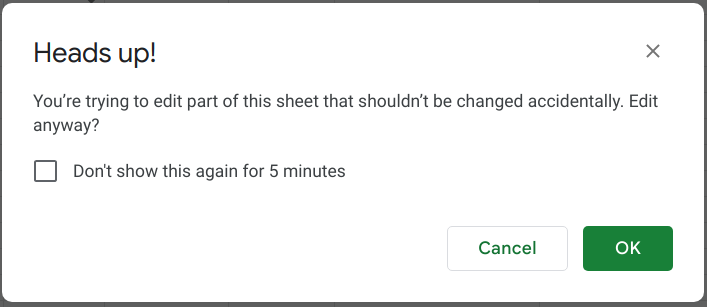 Heads up!
You’re trying to edit part of this sheet that shouldn’t be changed accidentally. Edit
anyway?
Don't show this again for 5 minutes
Cancel
OK